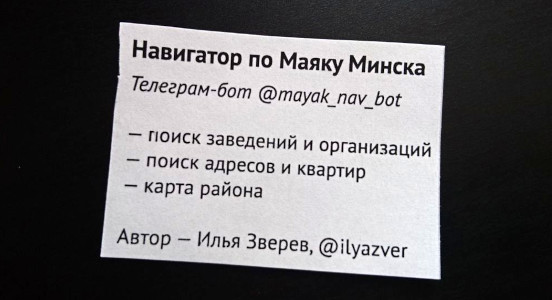 Навигатор по Маяку Минска
Телеграм-бот @mayak_nav_bot
— поиск заведений и организаций
— поиск адресов и квартир
— карта района
Автор — Илья Зверев, @ilyazver